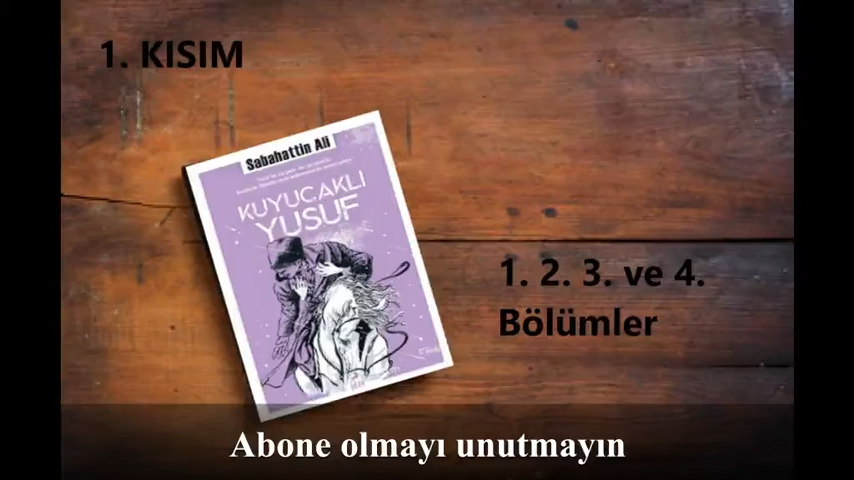 1. KISIM
Sabahattin Ali
KUYUCAKLI
YUSUF
1. 2. 3. ve 4.
Bölümler
Abone olmayı unutmayın